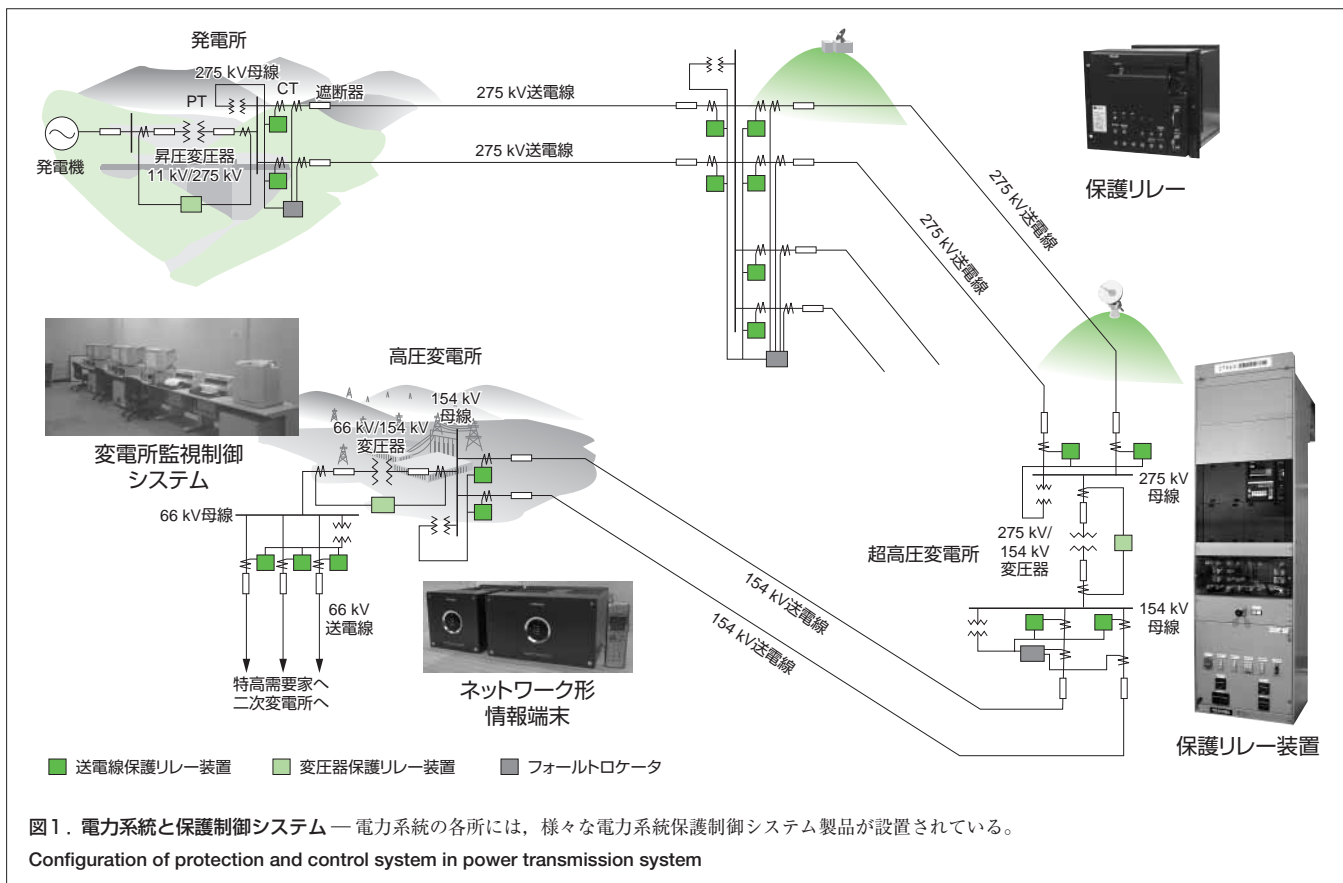 発電所
275 kV母線
PT
CT
遮断器
発電機
昇圧変圧器
11 kV/275 kV
275 kV送電線
275 kV送電線
275 kV送電線
275 kV送電線
保護リレー
変電所監視制御
システム
高圧変電所
154 kV
母線
66 kV/154 kV
変圧器
66 kV母線
66 kV
送電線
特高需要家へ
二次変電所へ
ネットワーク形
情報端末
154 kV送電線
154 kV送電線
超高圧変電所
275 kV
母線
275 kV/
154 kV
変圧器
154 kV
母線
保護リレー装置
送電線保護リレー装置
変圧器保護リレー装置
フォールトロケータ
図1．電力系統と保護制御システム — 電力系統の各所には，様々な電力系統保護制御システム製品が設置されている。
Configuration of protection and control system in power transmission system